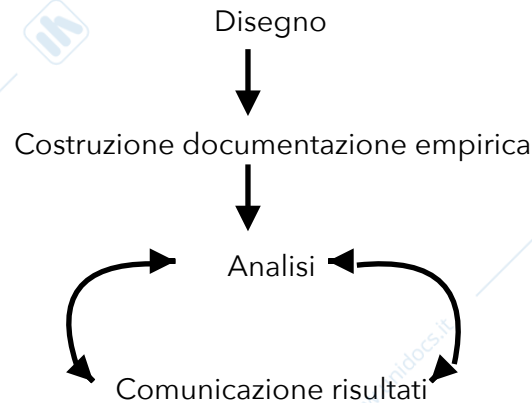 Disegno
Costruzione documentazione empirica
Analisi
Comunicazione risultati